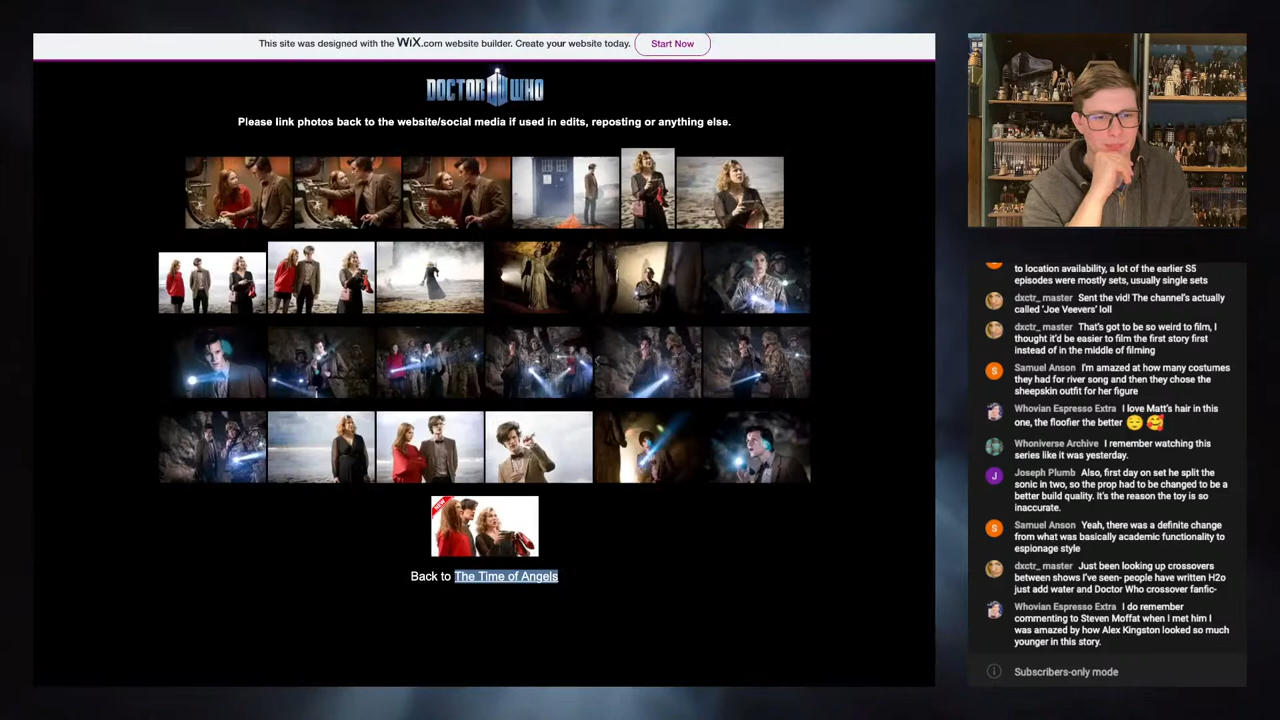 This site was designed with the WiX.com website builder. Create your website today. Start Now
DOCTOR WHO
Please link photos back to the website/social media if used in edits, reposting or anything else.
NEW
Back to The Time of Angels
to location availability, a lot of the earlier S5
episodes were mostly sets, usually single sets
dxctr_ master Sent the vid! The channel's actually
called 'Joe Veevers' loll
dxctr_ master That's got to be so weird to film, I
thought it'd be easier to film the first story first
instead of in the middle of filming
Samuel Anson I'm amazed at how many costumes
they had for river song and then they chose the
sheepskin outfit for her figure
Whovian Espresso Extra I love Matt's hair in this
one, the floofier the better
Whoniverse Archive I remember watching this
series like it was yesterday.
Joseph Plumb Also, first day on set he split the
sonic in two, so the prop had to be changed to be a
better build quality. It's the reason the toy is so
inaccurate.
Samuel Anson Yeah, there was a definite change
from what was basically academic functionality to
espionage style
dxctr_ master Just been looking up crossovers
between shows I've seen- people have written H2o
just add water and Doctor Who crossover fanfic-
Whovian Espresso Extra I do remember
commenting to Steven Moffat when I met him I
was amazed by how Alex Kingston looked so much
younger in this story.
Subscribers-only mode